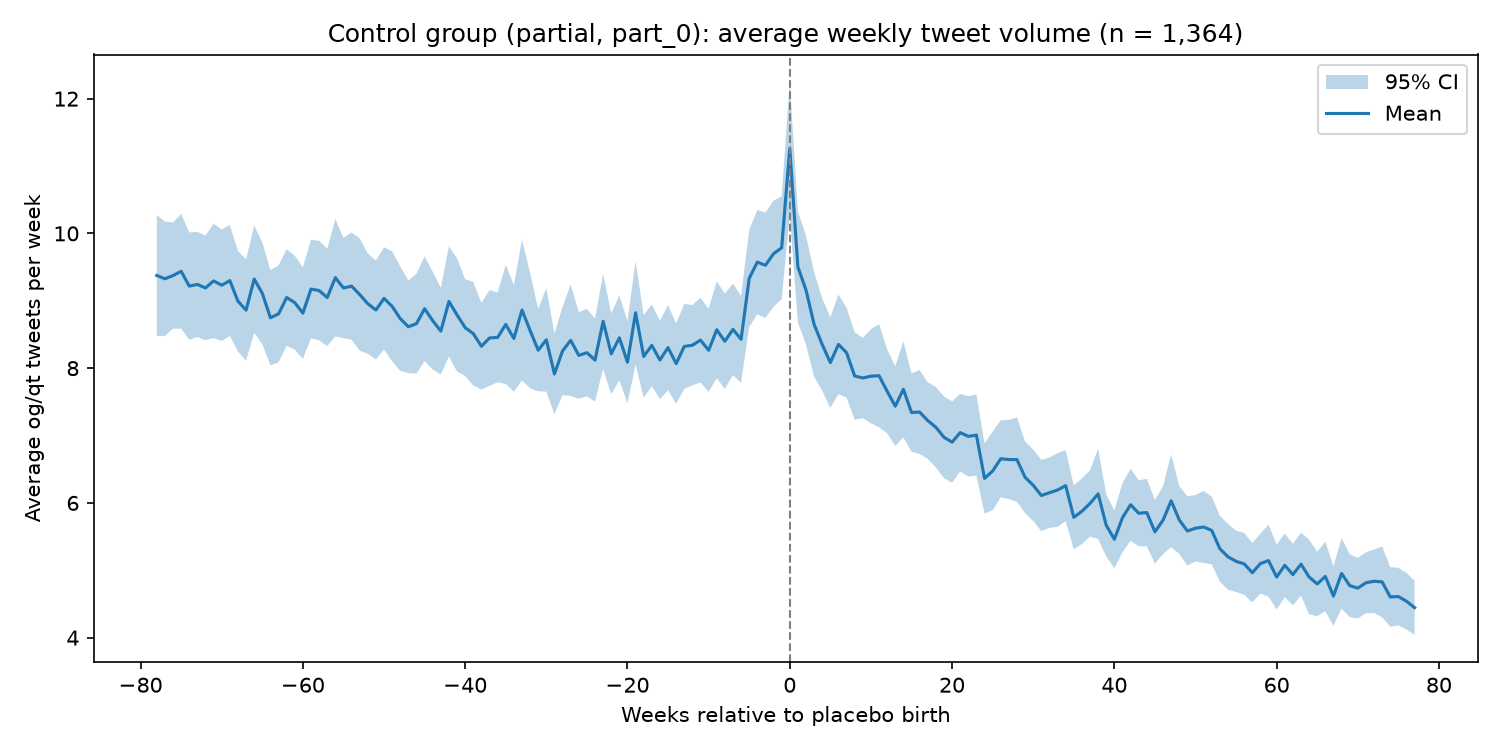 Control group (partial, part_0): average weekly tweet volume (n = 1,364)
95% CI
Mean
Average og/qt tweets per week
12
10
8
6
4
−80
−60
−40
−20
0
20
40
60
80
Weeks relative to placebo birth